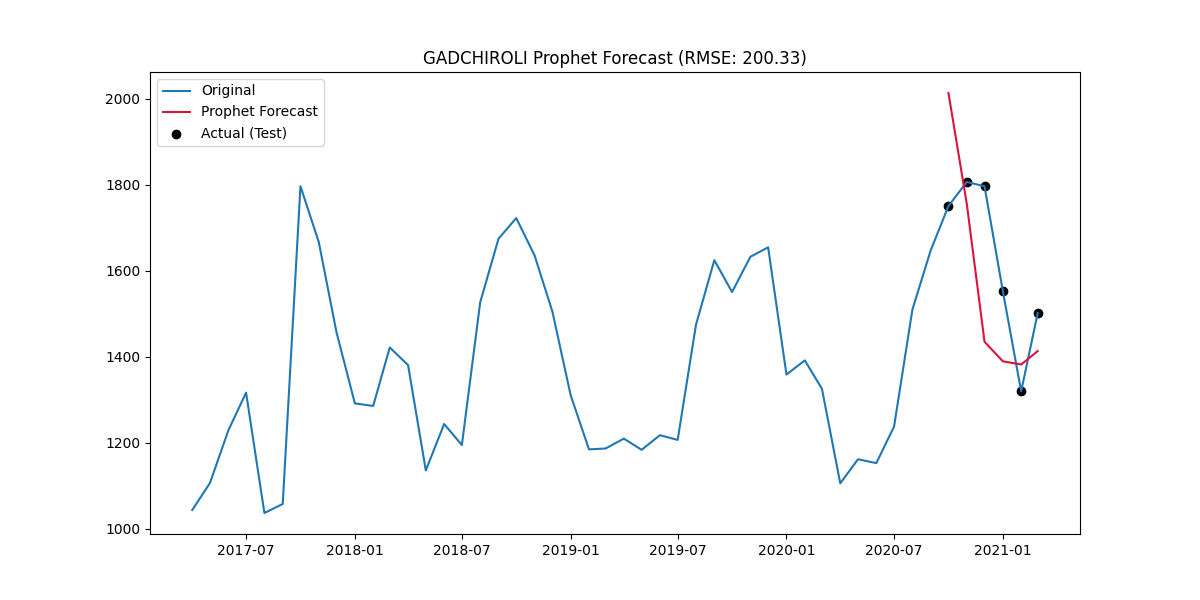 GADCHIROLI Prophet Forecast (RMSE: 200.33)
Original
Prophet Forecast
Actual (Test)
2000
1800
1600
1400
1200
1000
2017-07 2018-01 2018-07 2019-01 2019-07 2020-01 2020-07 2021-01